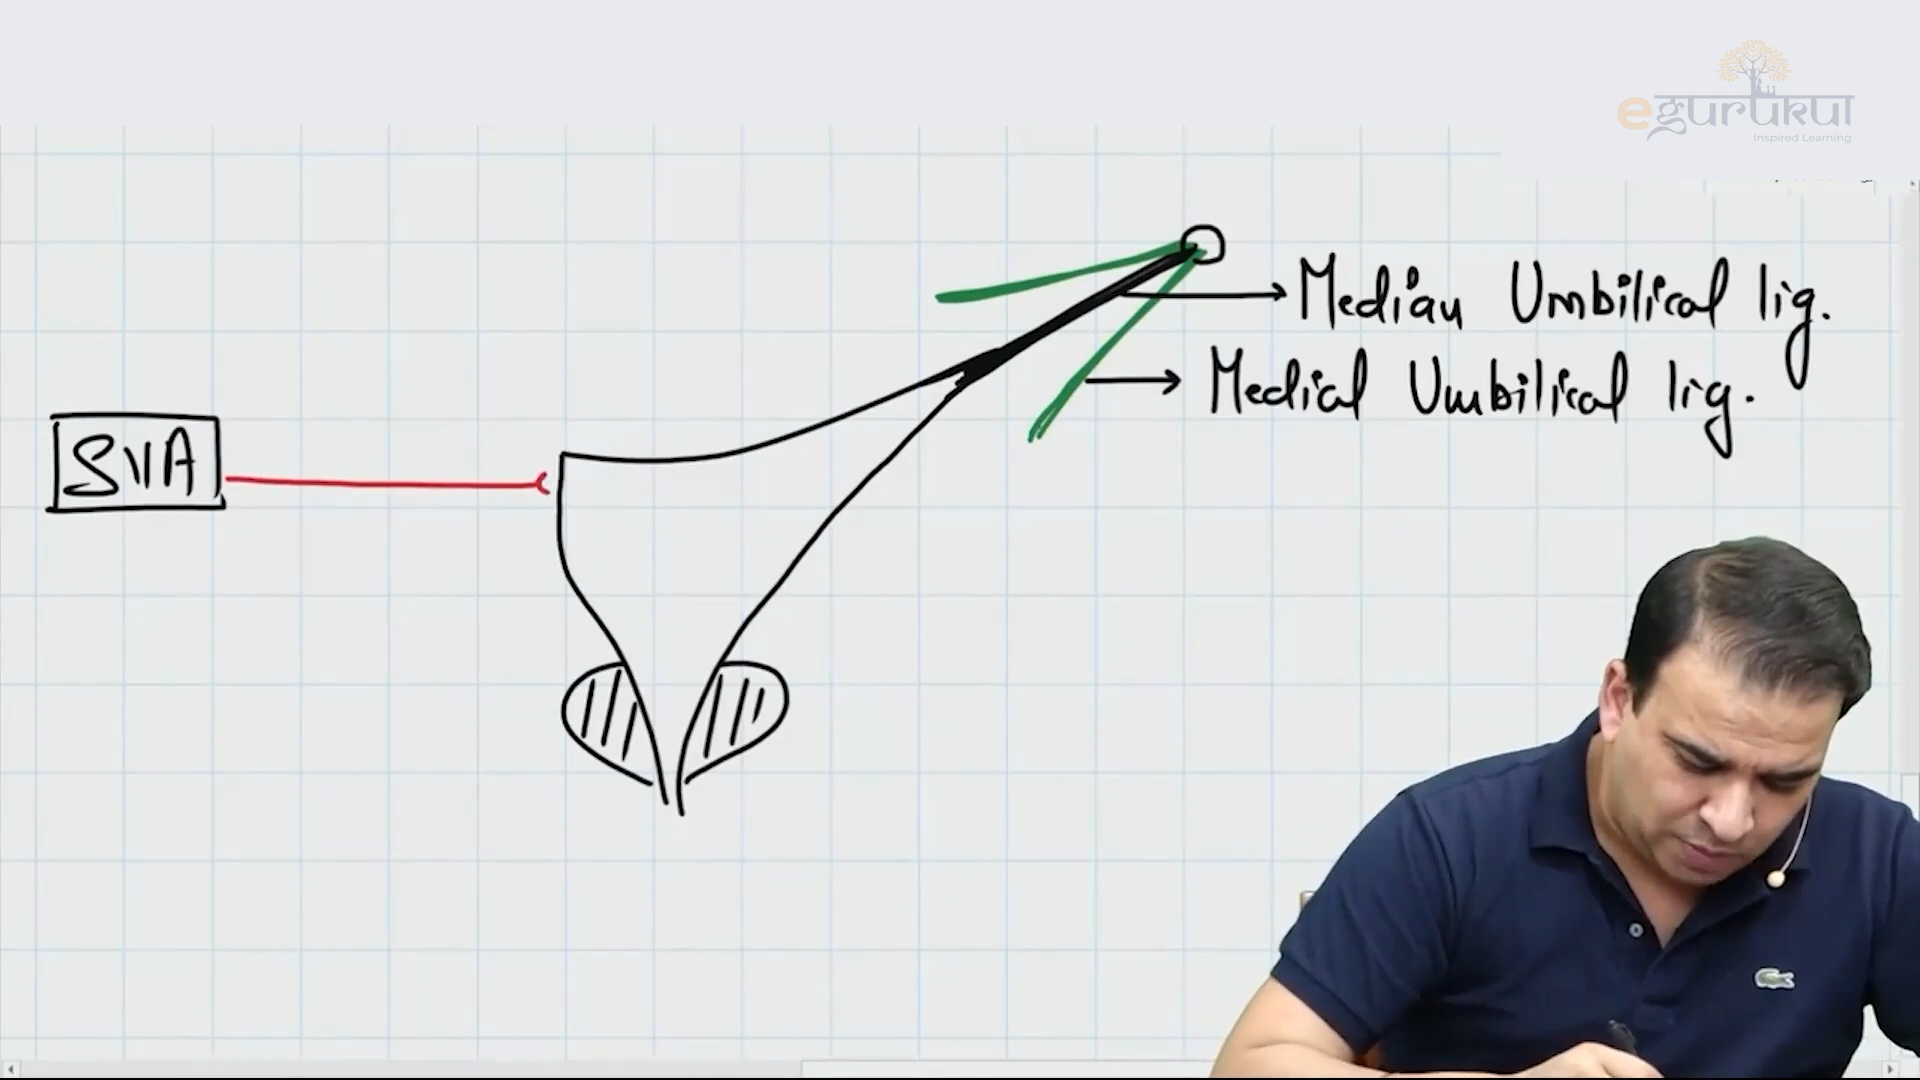 eGurukul
Inspired Learning
Median Umbilical lig.
Medial Umbilical lig.
SVA